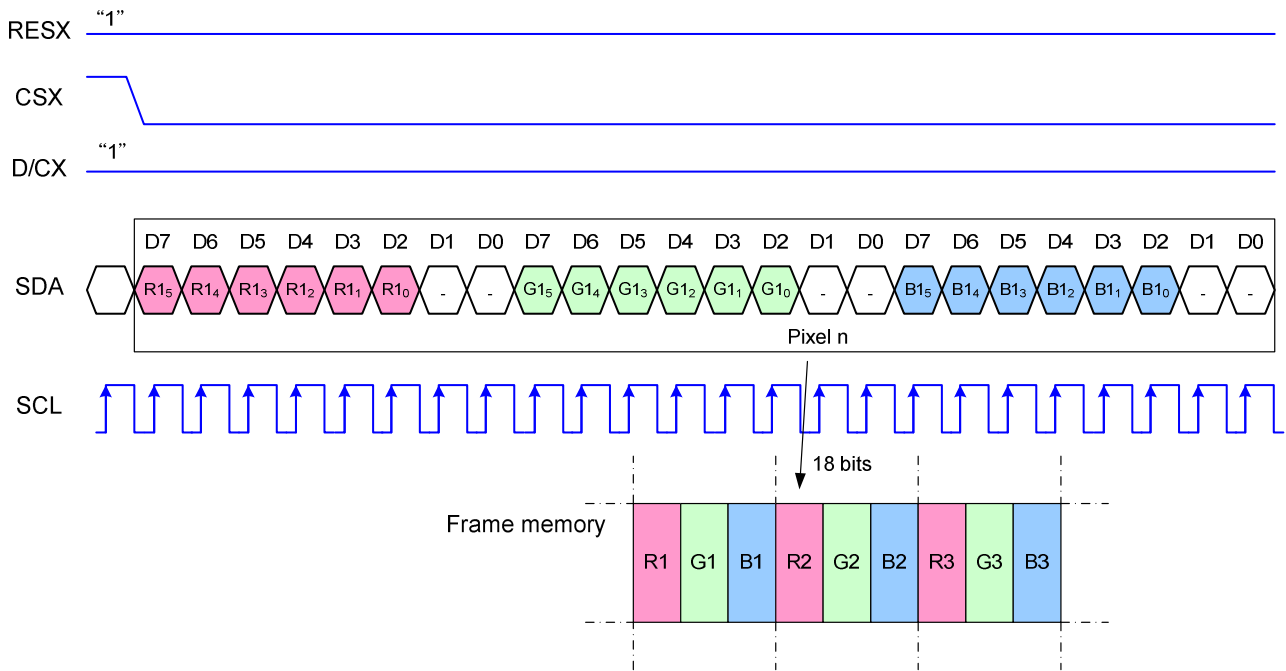 “1”
RESX
CSX
“1”
D/CX
D7 D6 D5 D4 D3 D2 D1 D0 D7 D6 D5 D4 D3 D2 D1 D0 D7 D6 D5 D4 D3 D2 D1 D0
SDA R1₅ R1₄ R1₃ R1₂ R1₁ R1₀ - - G1₅ G1₄ G1₃ G1₂ G1₁ G1₀ - - B1₅ B1₄ B1₃ B1₂ B1₁ B1₀ - -
Pixel n
SCL
18 bits
Frame memory
R1 G1 B1 R2 G2 B2 R3 G3 B3